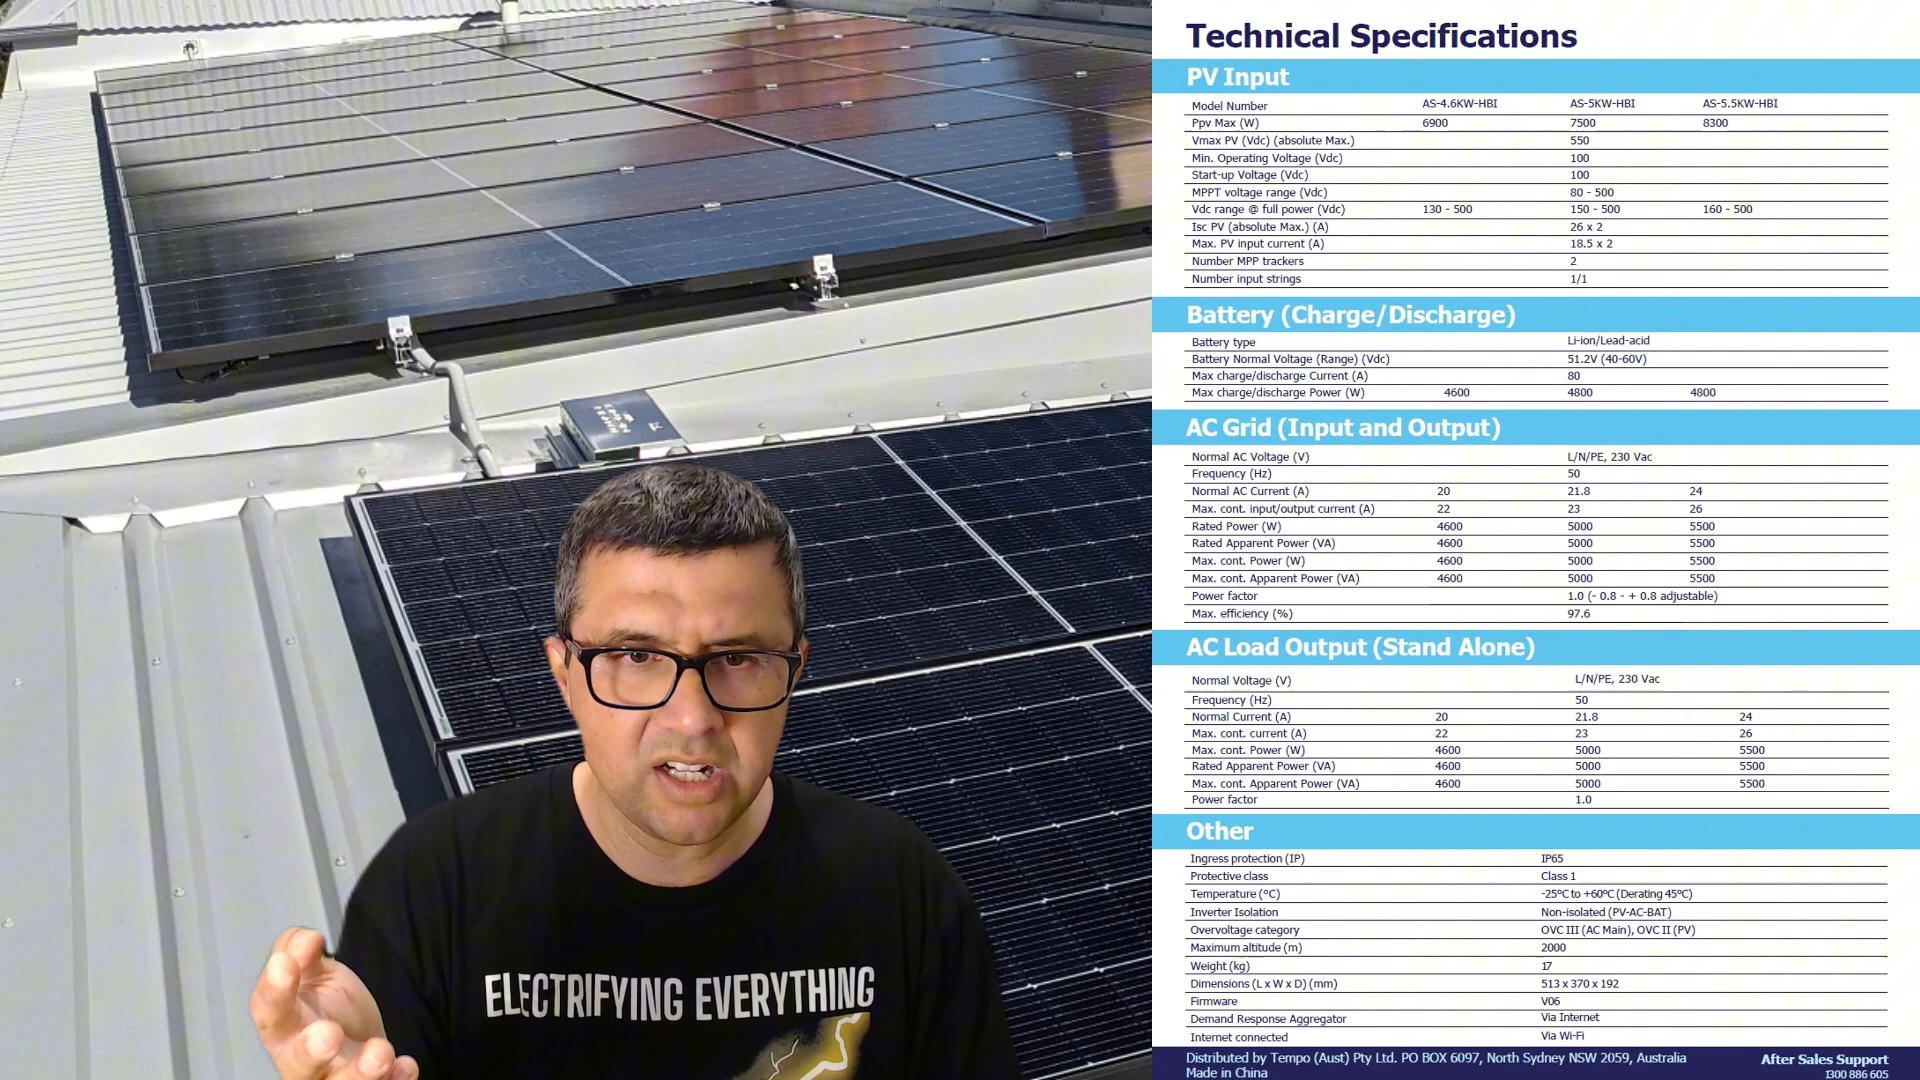 Technical Specifications
PV Input
Model Number AS-4.6KW-HBI AS-5KW-HBI AS-5.5KW-HBI
Ppv Max (W) 6900 7500 8300
Vmax PV (Vdc) (absolute Max.) 550
Min. Operating Voltage (Vdc) 100
Start-up Voltage (Vdc) 100
MPPT voltage range (Vdc) 80 - 500
Vdc range @ full power (Vdc) 130 - 500 150 - 500 160 - 500
Isc PV (absolute Max.) (A) 26 x 2
Max. PV input current (A) 18.5 x 2
Number MPP trackers 2
Number input strings 1/1
Battery (Charge/Discharge)
Battery type Li-ion/Lead-acid
Battery Normal Voltage (Range) (Vdc) 51.2V (40-60V)
Max charge/discharge Current (A) 80
Max charge/discharge Power (W) 4600 4800 4800
AC Grid (Input and Output)
Normal AC Voltage (V) L/N/PE, 230 Vac
Frequency (Hz) 50
Normal AC Current (A) 20 21.8 24
Max. cont. input/output current (A) 22 23 26
Rated Power (W) 4600 5000 5500
Rated Apparent Power (VA) 4600 5000 5500
Max. cont. Power (W) 4600 5000 5500
Max. cont. Apparent Power (VA) 4600 5000 5500
Power factor 1.0 (- 0.8 - + 0.8 adjustable)
Max. efficiency (%) 97.6
AC Load Output (Stand Alone)
Normal Voltage (V) L/N/PE, 230 Vac
Frequency (Hz) 50
Normal Current (A) 20 21.8 24
Max. cont. current (A) 22 23 26
Max. cont. Power (W) 4600 5000 5500
Rated Apparent Power (VA) 4600 5000 5500
Max. cont. Apparent Power (VA) 4600 5000 5500
Power factor 1.0
Other
Ingress protection (IP) IP65
Protective class Class 1
Temperature (°C) -25ºC to +60ºC (Derating 45ºC)
Inverter Isolation Non-isolated (PV-AC-BAT)
Overvoltage category OVC III (AC Main), OVC II (PV)
Maximum altitude (m) 2000
Weight (kg) 17
Dimensions (L x W x D) (mm) 513 x 370 x 192
Firmware V06
Demand Response Aggregator Via Internet
Internet connected Via Wi-Fi
Distributed by Tempo (Aust) Pty Ltd. PO BOX 6097, North Sydney NSW 2059, Australia
Made in China
After Sales Support
1300 886 605
ELECTRIFYING EVERYTHING